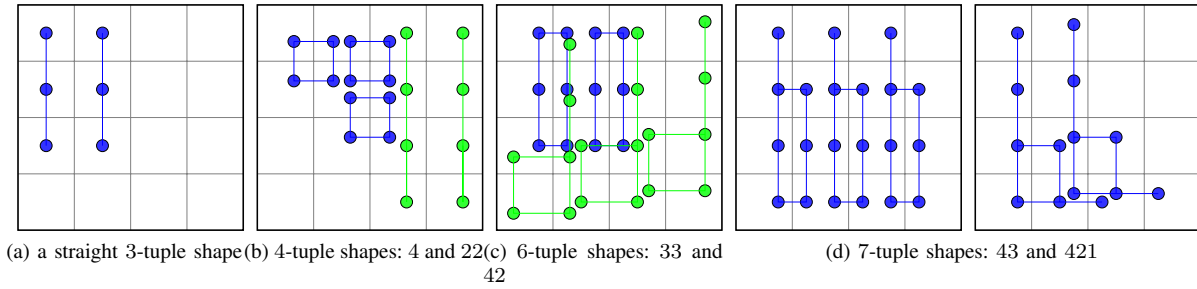 (a) a straight 3-tuple shape
(b) 4-tuple shapes: 4 and 22
(c) 6-tuple shapes: 33 and
42
(d) 7-tuple shapes: 43 and 421